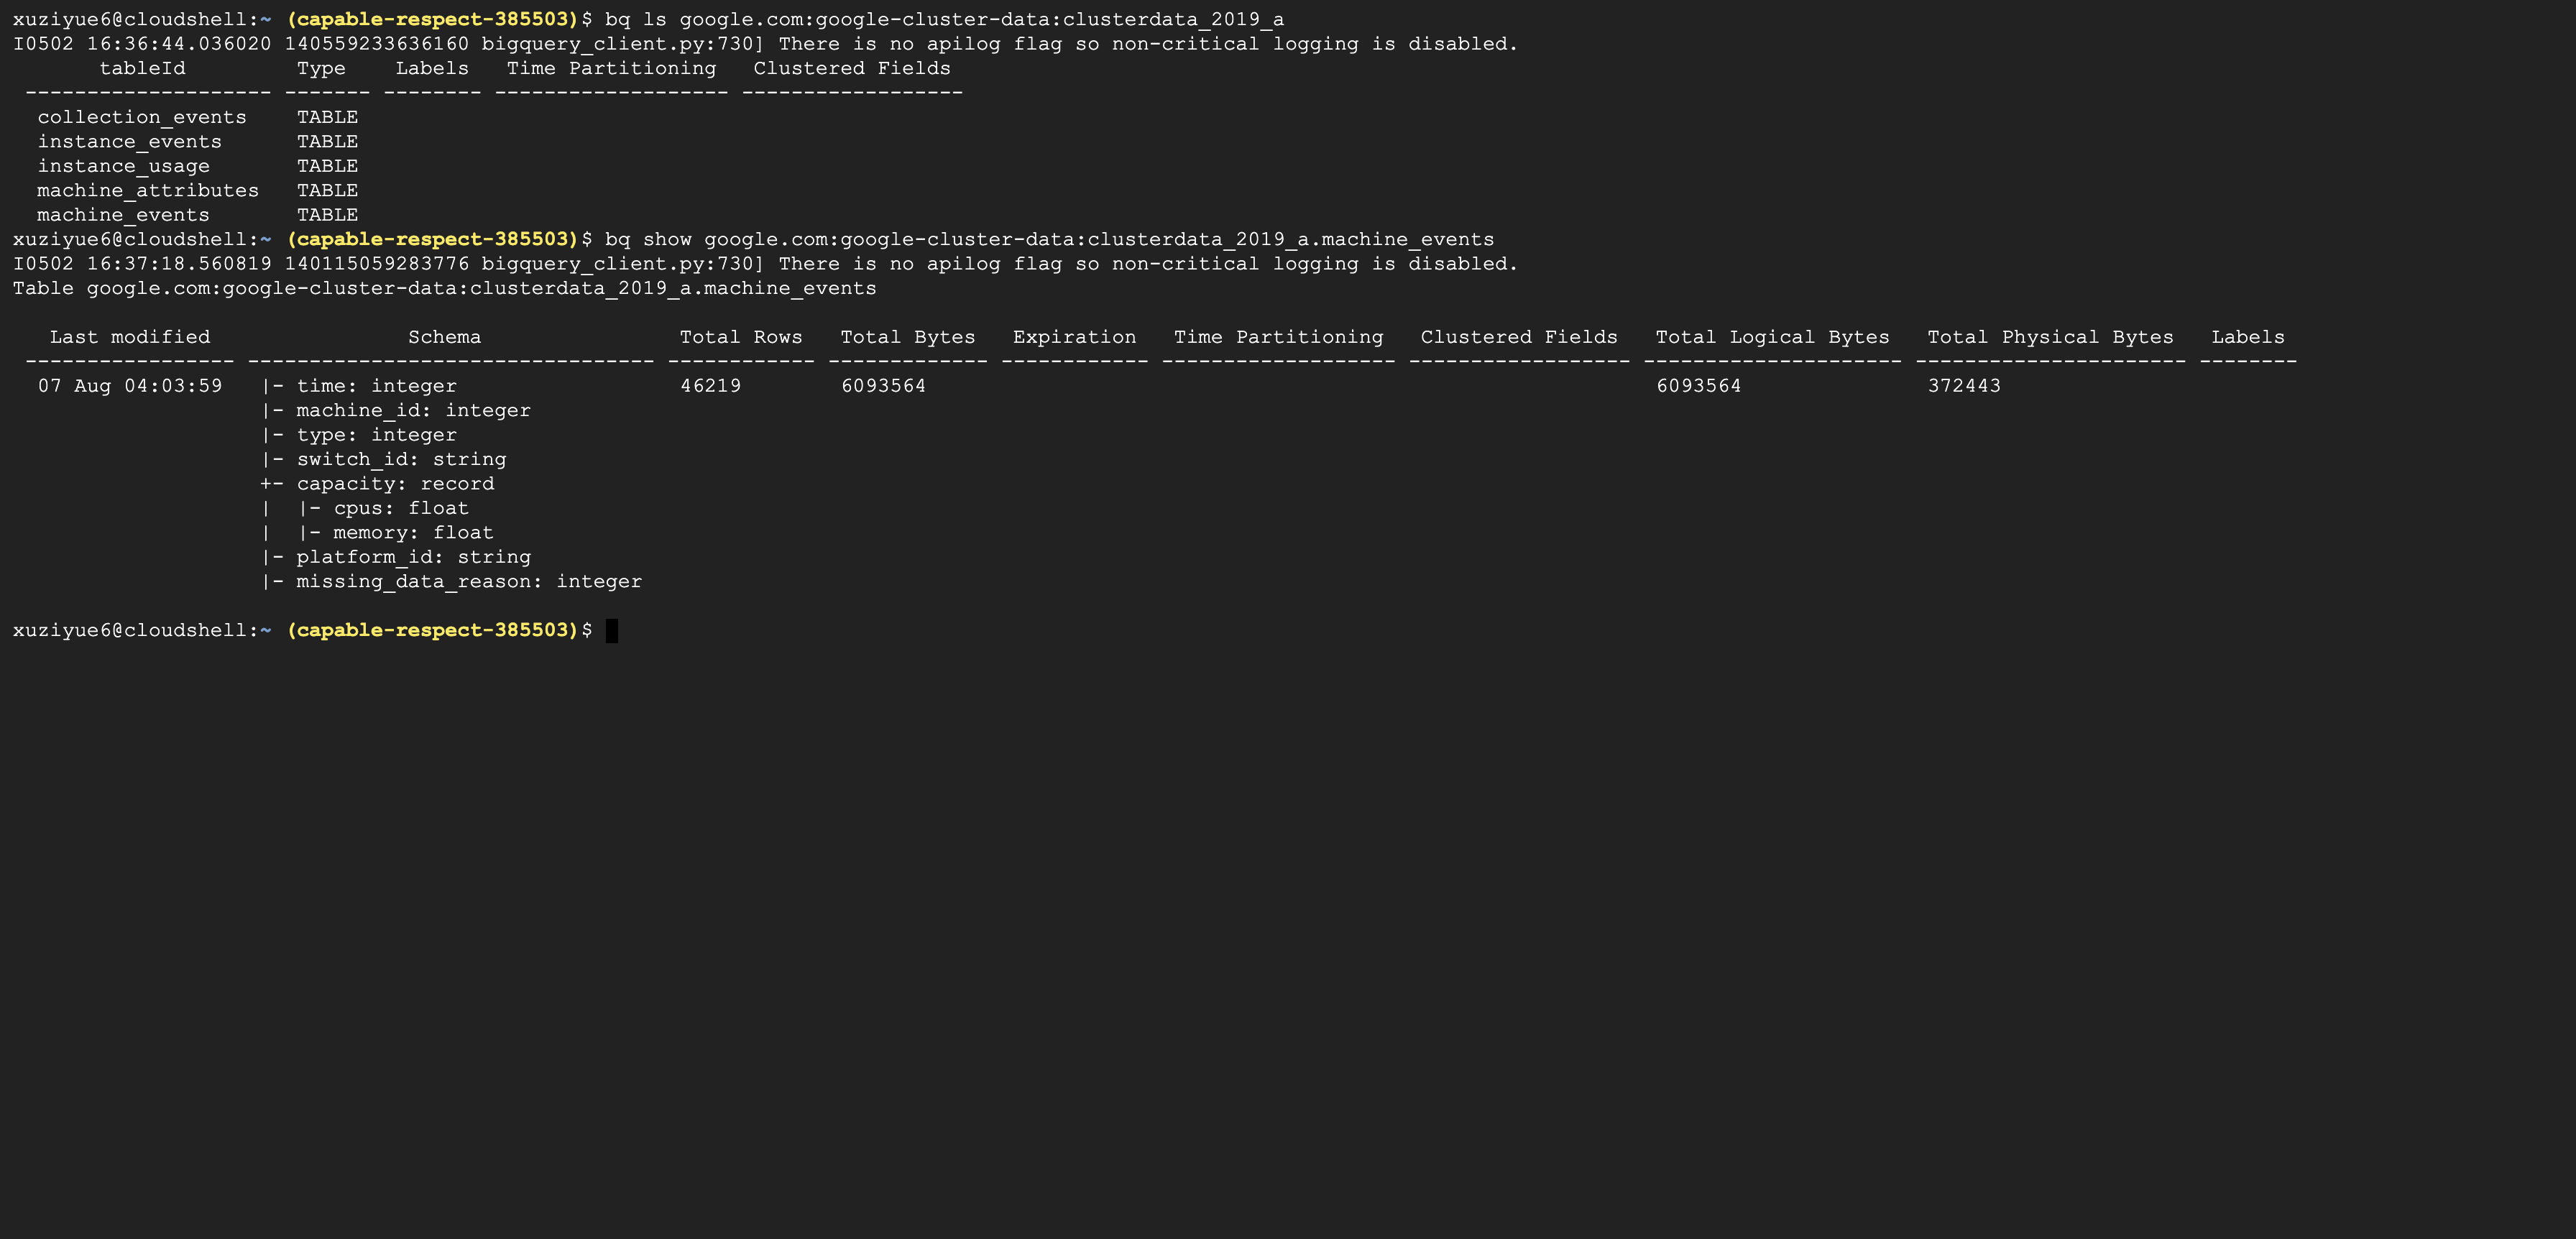 xuziyue6@cloudshell:~ (capable-respect-385503)$ bq ls google.com:google-cluster-data:clusterdata_2019_a
I0502 16:36:44.036020 140559233636160 bigquery_client.py:730] There is no apilog flag so non-critical logging is disabled.
       tableId         Type    Labels   Time Partitioning   Clustered Fields
 -------------------- ------- -------- ------------------- ------------------
  collection_events    TABLE
  instance_events      TABLE
  instance_usage       TABLE
  machine_attributes   TABLE
  machine_events       TABLE
xuziyue6@cloudshell:~ (capable-respect-385503)$ bq show google.com:google-cluster-data:clusterdata_2019_a.machine_events
I0502 16:37:18.560819 140115059283776 bigquery_client.py:730] There is no apilog flag so non-critical logging is disabled.
Table google.com:google-cluster-data:clusterdata_2019_a.machine_events

   Last modified                Schema                Total Rows   Total Bytes   Expiration   Time Partitioning   Clustered Fields   Total Logical Bytes   Total Physical Bytes   Labels
 ----------------- --------------------------------- ------------ ------------- ------------ ------------------- ------------------ --------------------- ---------------------- --------
  07 Aug 04:03:59   |- time: integer                  46219        6093564                                                           6093564               372443
                    |- machine_id: integer
                    |- type: integer
                    |- switch_id: string
                    +- capacity: record
                    |  |- cpus: float
                    |  |- memory: float
                    |- platform_id: string
                    |- missing_data_reason: integer

xuziyue6@cloudshell:~ (capable-respect-385503)$